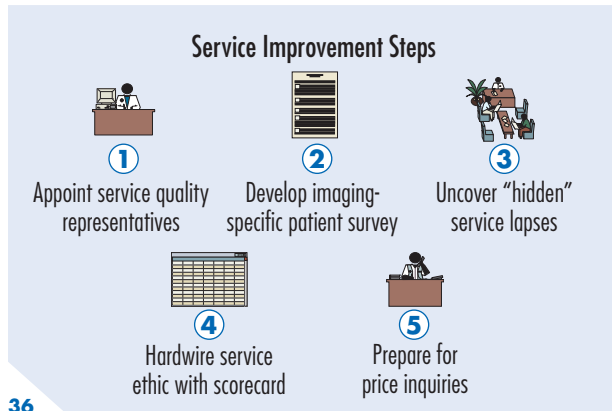 Service Improvement Steps
1
Appoint service quality
representatives
2
Develop imaging-
specific patient survey
3
Uncover “hidden”
service lapses
4
Hardwire service
ethic with scorecard
5
Prepare for
price inquiries
36